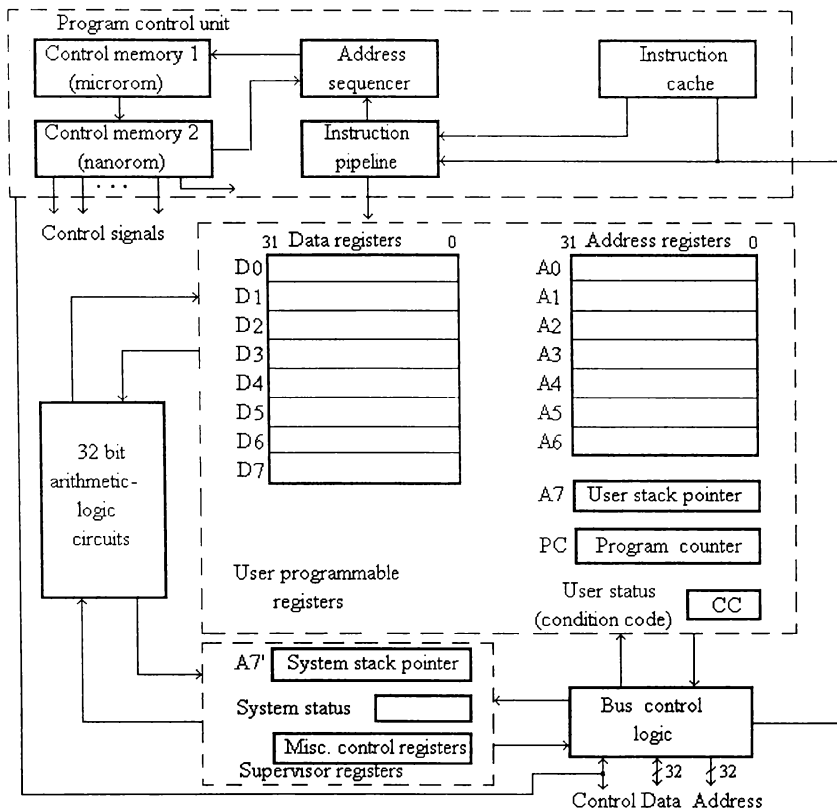 Program control unit
Control memory 1
(microrom)
Address
sequencer
Instruction
cache
Control memory 2
(nanorom)
Instruction
pipeline
. . .
Control signals
31 Data registers 0
31 Address registers 0
D0
D1
D2
D3
D4
D5
D6
D7
A0
A1
A2
A3
A4
A5
A6
A7 User stack pointer
PC Program counter
User status
(condition code)
CC
32 bit
arithmetic-
logic
circuits
User programmable
registers
A7' System stack pointer
System status
Misc. control registers
Supervisor registers
Bus control
logic
32
32
Control Data Address